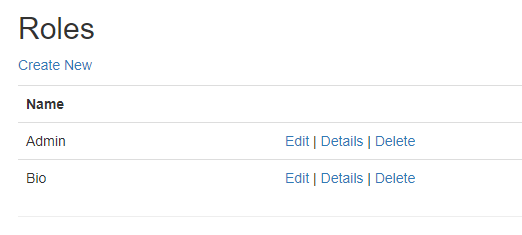 Roles
Create New
Name
Admin Edit | Details | Delete
Bio Edit | Details | Delete